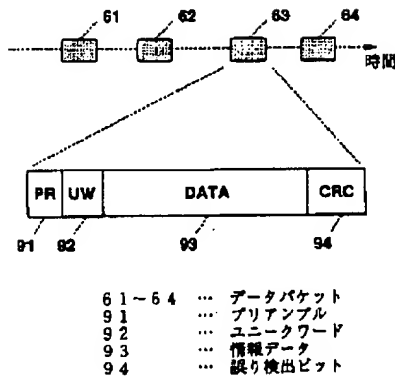 61 62 63 64
時間
PR UW DATA CRC
91 92 93 94
61~64 … データパケット
91 … プリアンブル
92 … ユニークワード
93 … 情報データ
94 … 誤り検出ビット